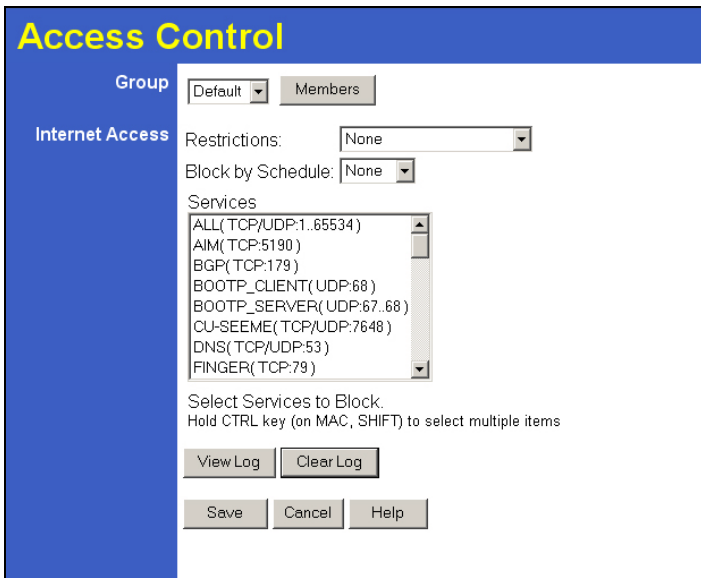 Access Control
Group Default Members
Internet Access Restrictions: None
Block by Schedule: None
Services
ALL(TCP/UDP:1..65534)
AIM(TCP:5190)
BGP(TCP:179)
BOOTP_CLIENT(UDP:68)
BOOTP_SERVER(UDP:67..68)
CU-SEEME(TCP/UDP:7648)
DNS(TCP/UDP:53)
FINGER(TCP:79)
Select Services to Block.
Hold CTRL key (on MAC, SHIFT) to select multiple items
View Log Clear Log
Save Cancel Help